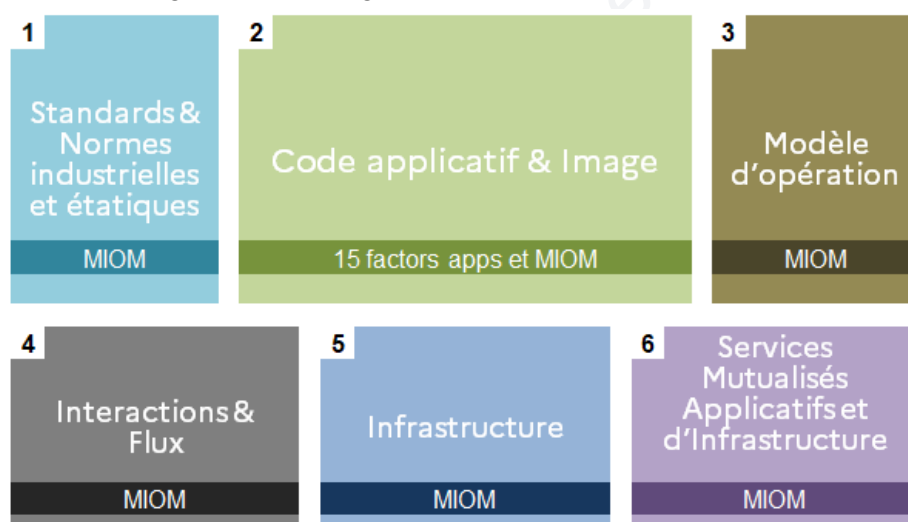 1
Standards &
Normes
industrielles
et étatiques
MIOM
2
Code applicatif & Image
15 factors apps et MIOM
3
Modèle
d'opération
MIOM
4
Interactions &
Flux
MIOM
5
Infrastructure
MIOM
6
Services
Mutualisés
Applicatifs et
d'Infrastructure
MIOM